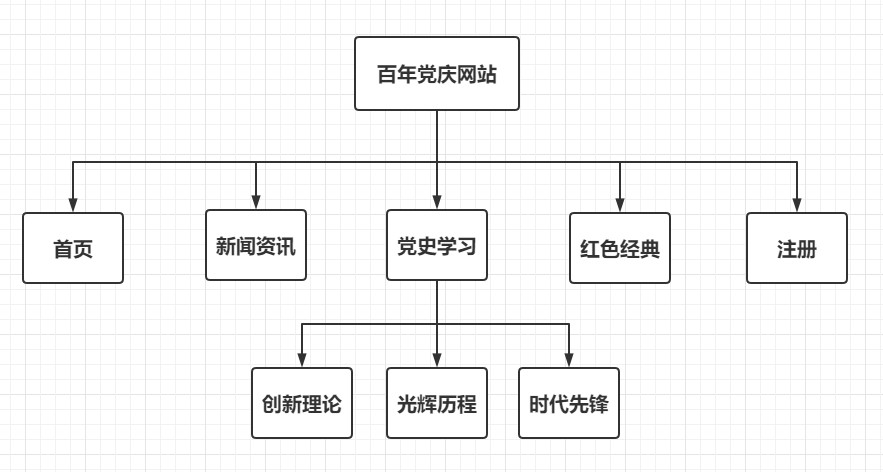 百年党庆网站
首页
新闻资讯
党史学习
红色经典
注册
创新理论
光辉历程
时代先锋